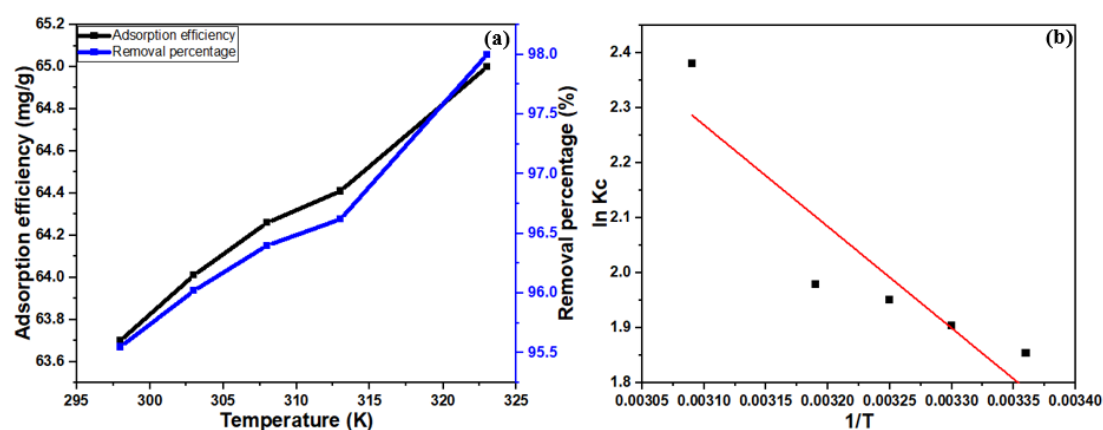 (a)
Adsorption efficiency
Removal percentage
Adsorption efficiency (mg/g)
65.2
65.0
64.8
64.6
64.4
64.2
64.0
63.8
63.6
295 300 305 310 315 320 325
Temperature (K)
98.0
97.5
97.0
96.5
96.0
95.5
Removal percentage (%)
(b)
ln Kc
2.4
2.3
2.2
2.1
2.0
1.9
1.8
0.00305 0.00310 0.00315 0.00320 0.00325 0.00330 0.00335 0.00340
1/T